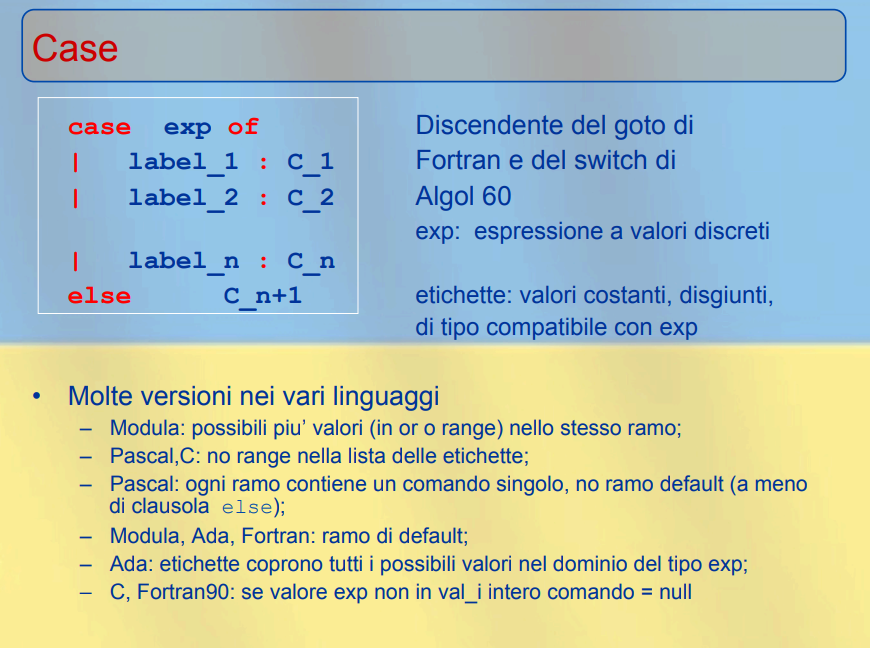 Case
case exp of
| label_1 : C_1
| label_2 : C_2
| label_n : C_n
else C_n+1
Discendente del goto di
Fortran e del switch di
Algol 60
exp: espressione a valori discreti
etichette: valori costanti, disgiunti,
di tipo compatibile con exp
• Molte versioni nei vari linguaggi
– Modula: possibili piu' valori (in or o range) nello stesso ramo;
– Pascal,C: no range nella lista delle etichette;
– Pascal: ogni ramo contiene un comando singolo, no ramo default (a meno
di clausola else);
– Modula, Ada, Fortran: ramo di default;
– Ada: etichette coprono tutti i possibili valori nel dominio del tipo exp;
– C, Fortran90: se valore exp non in val_i intero comando = null